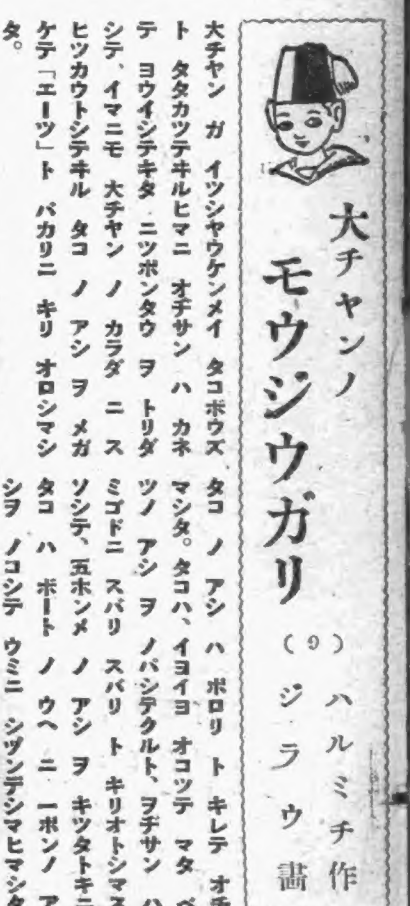 大チヤンノ
モウジウガリ
(9)
ハルミチ作
ジラウ畵
大チヤン ガ イツシヤウケンメイ タコボウズ
ト タタカツテヰルヒマニ オヂサン ハ カネ
テ ヨウイシテキタ ニツポンタウ ヲ トリダ
シテ、イマニモ 大チヤン ノ カラダ ニ ス
ヒツカウトシテヰル タコ ノ アシ ヲ メガ
ケテ「エーツ」ト バカリニ キリ オロシマシ
タ。
タコ ノ アシ ハ ポロリ ト キレテ オチ
マシタ。タコハ、イヨイヨ オコツテ マタ ベ
ツノ アシ ヲ ノバシテクルト、ヲヂサン ハ
ミゴトニ スパリ スパリ ト キリオトシマス
ソシテ、五ホンメ ノ アシ ヲ キツタトキニ
タコ ハ ボート ノ ウヘ ニ 一ポンノ ア
シヲ ノコシテ ウミニ シヅンデシマヒマシタ